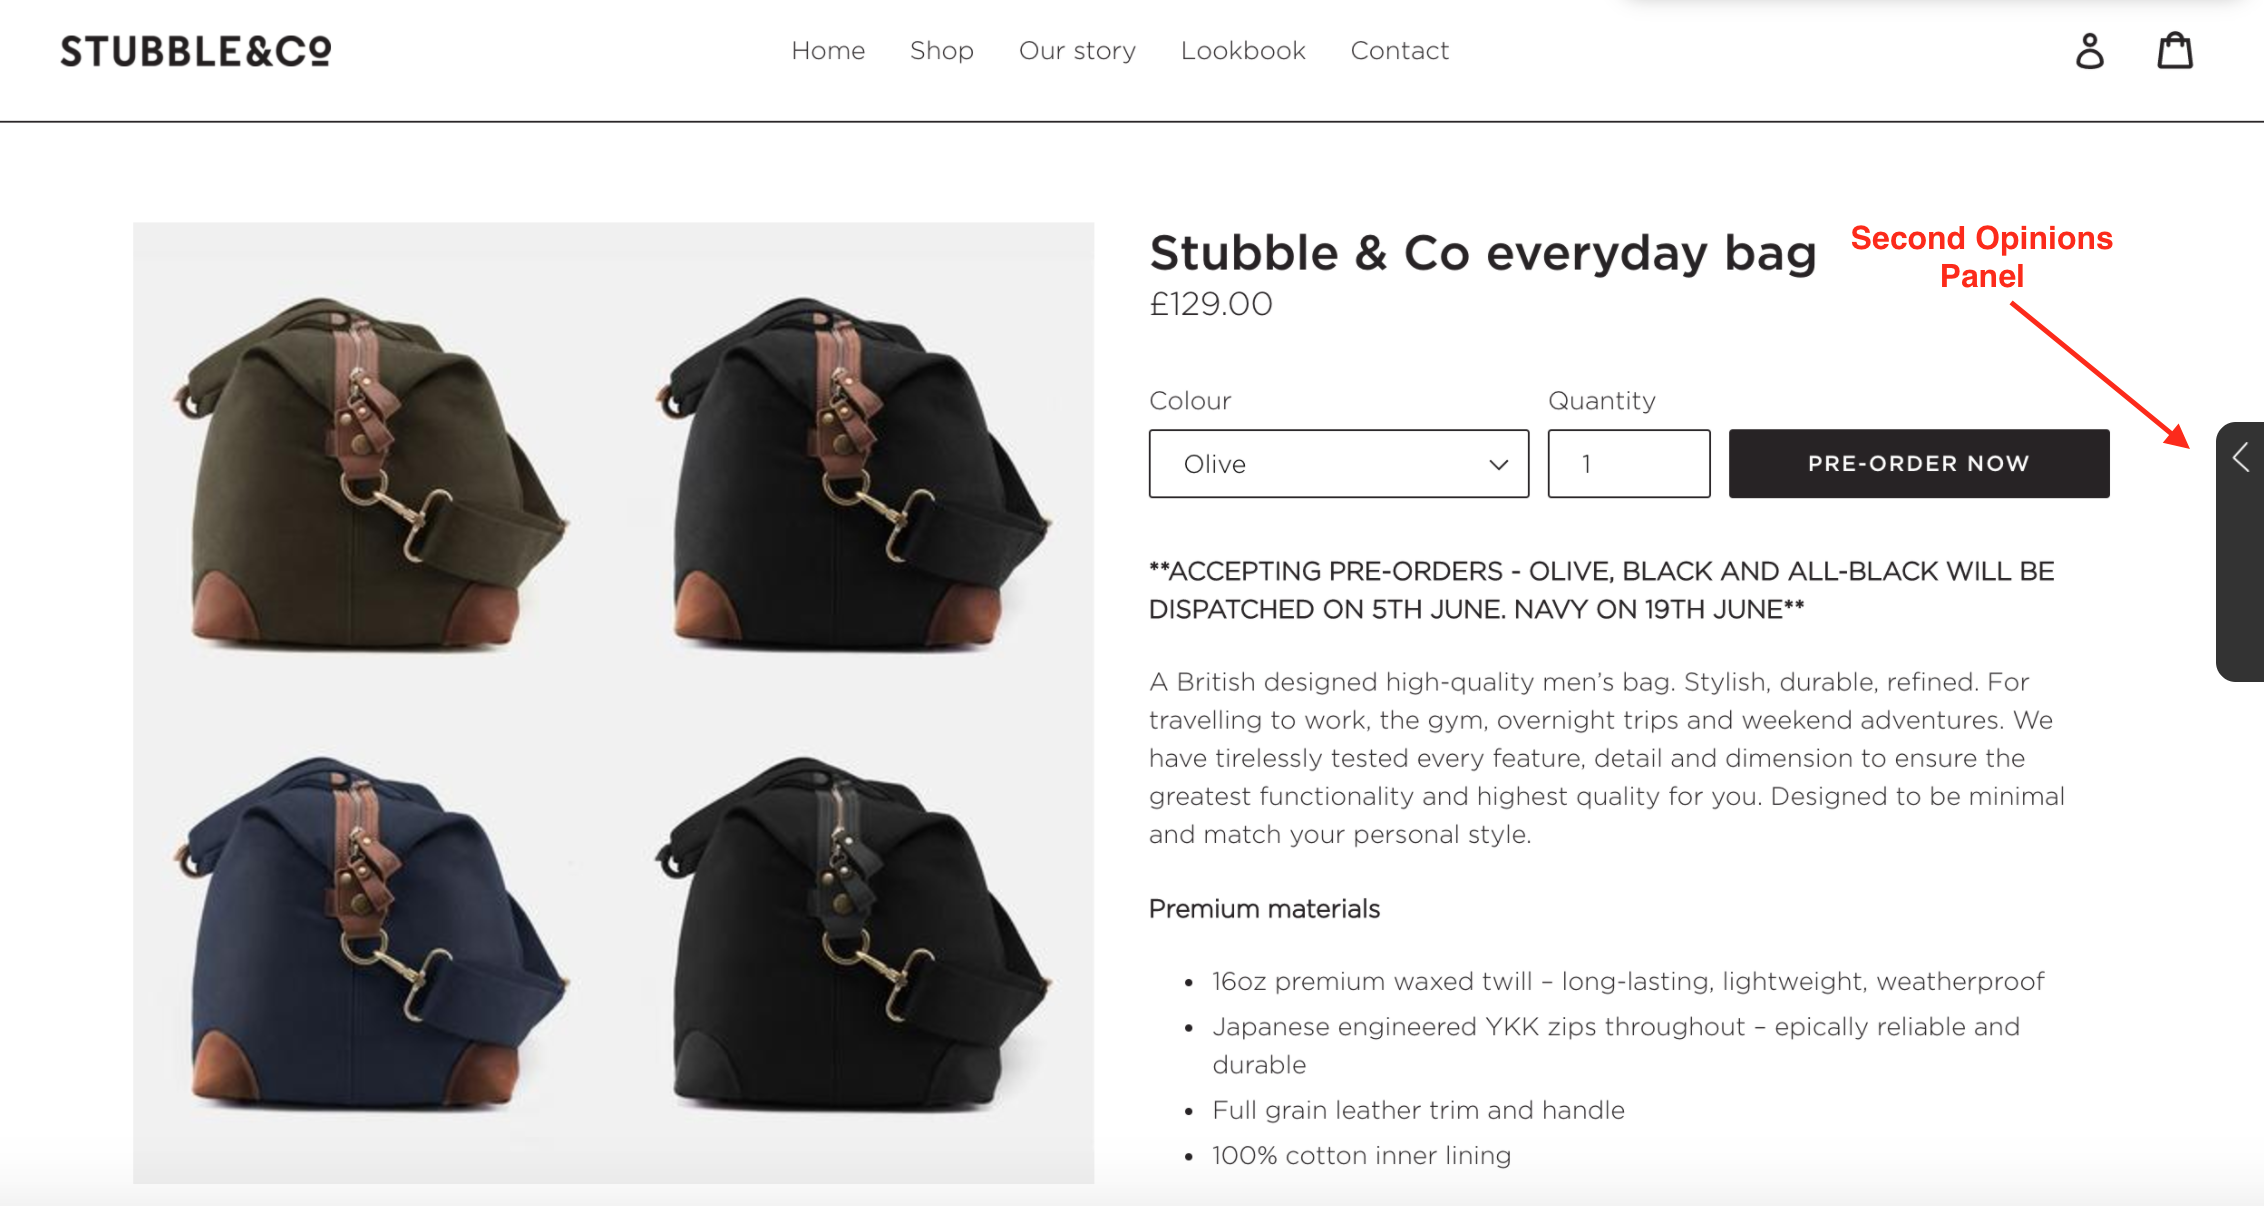 STUBBLE&CO
Home Shop Our story Lookbook Contact
Stubble & Co everyday bag
£129.00
Second Opinions
Panel
Colour Quantity
Olive 1 PRE-ORDER NOW
**ACCEPTING PRE-ORDERS - OLIVE, BLACK AND ALL-BLACK WILL BE
DISPATCHED ON 5TH JUNE. NAVY ON 19TH JUNE**
A British designed high-quality men’s bag. Stylish, durable, refined. For
travelling to work, the gym, overnight trips and weekend adventures. We
have tirelessly tested every feature, detail and dimension to ensure the
greatest functionality and highest quality for you. Designed to be minimal
and match your personal style.
Premium materials
• 16oz premium waxed twill – long-lasting, lightweight, weatherproof
• Japanese engineered YKK zips throughout – epically reliable and
durable
• Full grain leather trim and handle
• 100% cotton inner lining